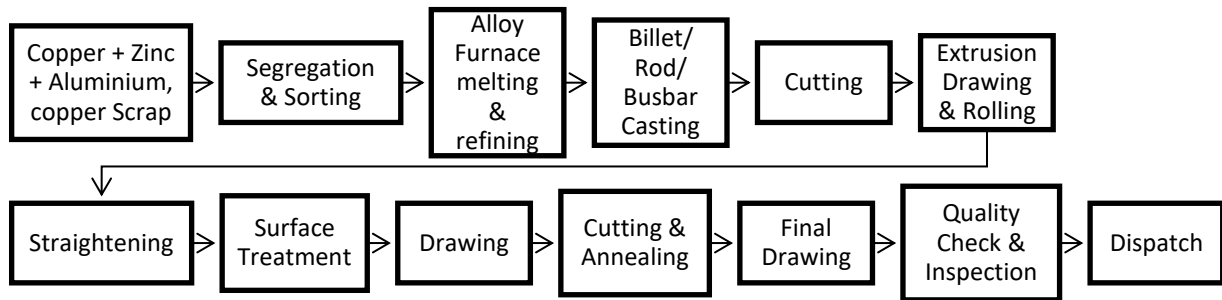 Copper + Zinc
+ Aluminium,
copper Scrap
Segregation
& Sorting
Alloy
Furnace
melting
&
refining
Billet/
Rod/
Busbar
Casting
Cutting
Extrusion
Drawing
& Rolling
Straightening
Surface
Treatment
Drawing
Cutting &
Annealing
Final
Drawing
Quality
Check &
Inspection
Dispatch